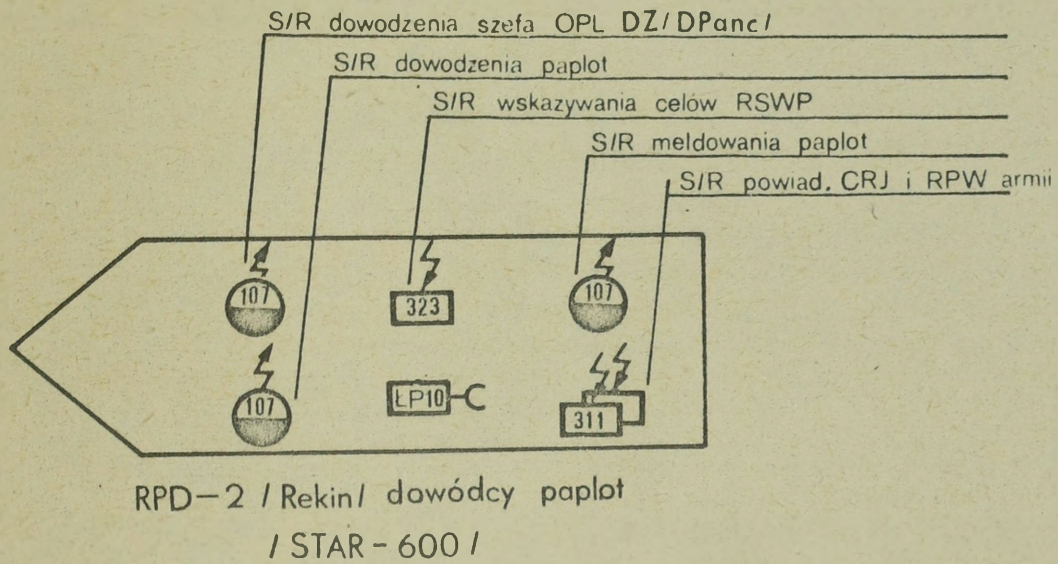 S/R dowodzenia szefa OPL DZ/DPanc/
S/R dowodzenia paplot
S/R wskazywania celów RSWP
S/R meldowania paplot
S/R powiad. CRJ i RPW armii
107
323
107
107
ŁP10
311
RPD-2 /Rekin/ dowódcy paplot
/STAR-600/